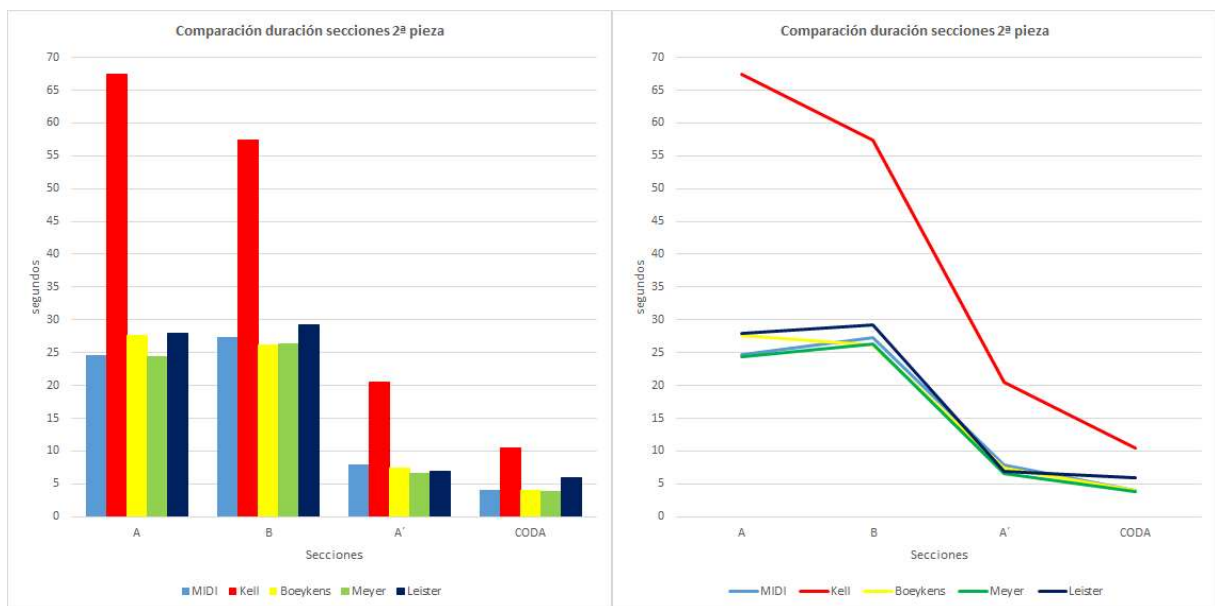 Comparación duración secciones 2ª pieza
70
65
60
55
50
45
40
35
30
25
20
15
10
5
0
segundos
A
B
A´
CODA
Secciones
MIDI
Kell
Boeykens
Meyer
Leister
Comparación duración secciones 2ª pieza
70
65
60
55
50
45
40
35
30
25
20
15
10
5
0
segundos
A
B
A´
CODA
Secciones
MIDI
Kell
Boeykens
Meyer
Leister